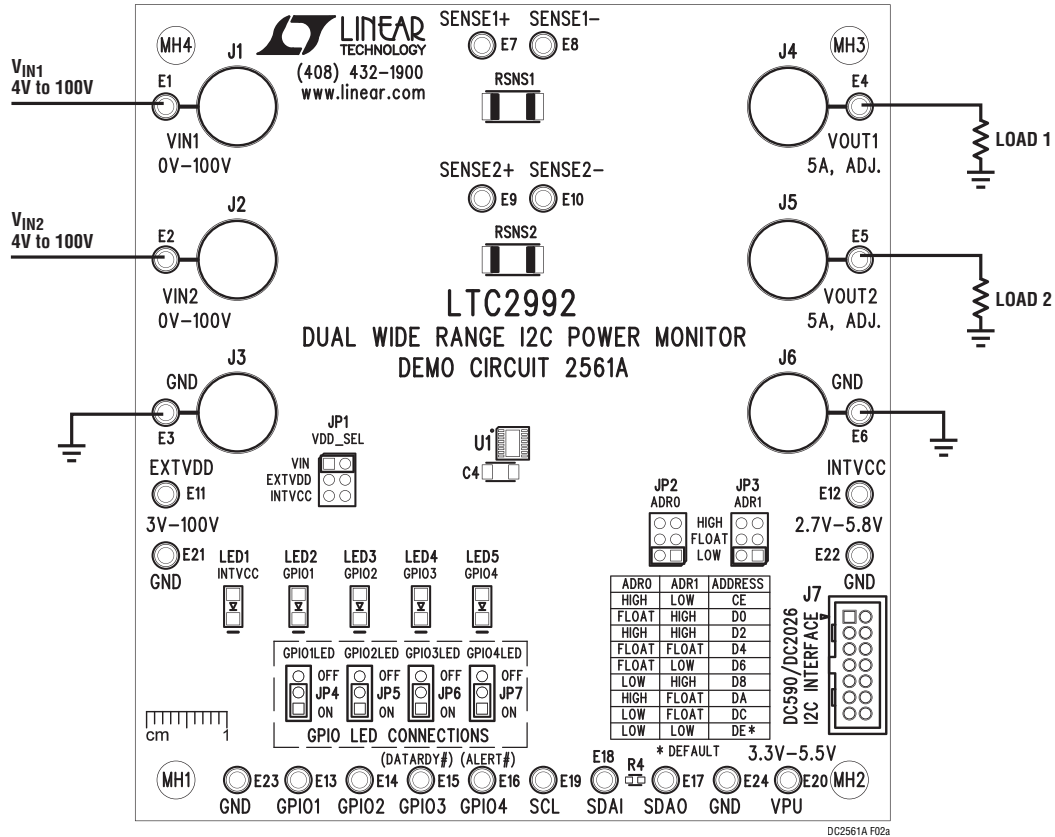 SENSE1+ SENSE1–
MH4
LINEAR
TECHNOLOGY
(408) 432-1900
www.linear.com
E7 E8
MH3
J1
J4
VIN1
4V to 100V
E1
RSNS1
E4
VIN1
0V–100V
VOUT1
5A, ADJ.
LOAD 1
SENSE2+ SENSE2–
E9 E10
J2
J5
VIN2
4V to 100V
E2
RSNS2
E5
VIN2
0V–100V
VOUT2
5A, ADJ.
LOAD 2
LTC2992
DUAL WIDE RANGE I2C POWER MONITOR
DEMO CIRCUIT 2561A
J3
J6
GND
GND
E3
E6
JP1
VDD_SEL
VIN
EXTVDD
INTVCC
U1
C4
EXTVDD
E11
3V–100V
E21
GND
INTVCC
E12
2.7V–5.8V
E22
GND
JP2
ADR0
JP3
ADR1
HIGH
FLOAT
LOW
LED1
INTVCC
LED2
GPIO1
LED3
GPIO2
LED4
GPIO3
LED5
GPIO4
ADR0 ADR1 ADDRESS
HIGH LOW CE
FLOAT HIGH D0
HIGH HIGH D2
FLOAT FLOAT D4
FLOAT LOW D6
LOW HIGH D8
HIGH FLOAT DA
LOW FLOAT DC
LOW LOW DE*
* DEFAULT
J7
DC590/DC2026
I2C INTERFACE
GPIO1LED GPIO2LED GPIO3LED GPIO4LED
OFF OFF OFF OFF
JP4 JP5 JP6 JP7
ON ON ON ON
GPIO LED CONNECTIONS
cm 1
(DATARDY#) (ALERT#)
3.3V–5.5V
MH1
E23 E13 E14 E15 E16 E19 E18 R4 E17 E24 E20
MH2
GND GPIO1 GPIO2 GPIO3 GPIO4 SCL SDAI SDAO GND VPU
DC2561A F02a